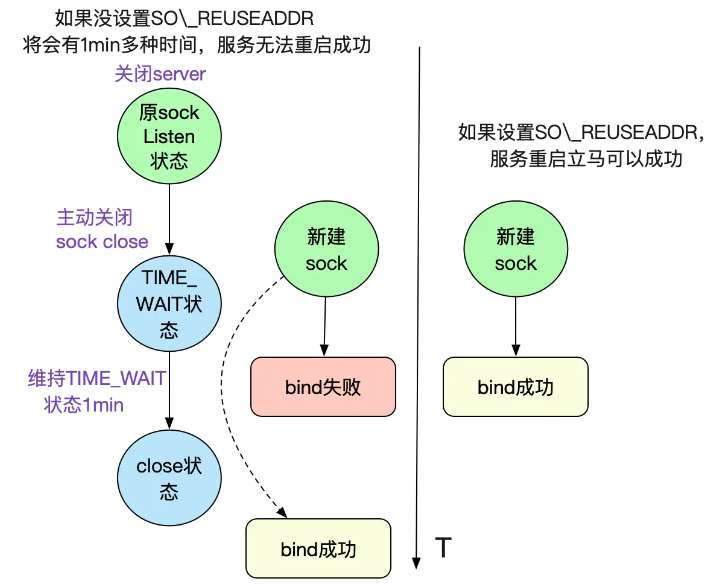 如果没设置SO\_REUSEADDR
将会有1min多种时间，服务无法重启成功
关闭server
原sock
Listen
状态
主动关闭
sock close
TIME_
WAIT状
态
维持TIME_WAIT
状态1min
close状
态
新建
sock
bind失败
bind成功
T
如果设置SO\_REUSEADDR，
服务重启立马可以成功
新建
sock
bind成功